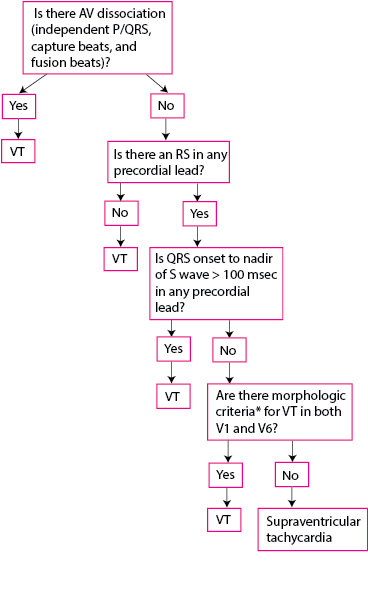 Is there AV dissociation
(independent P/QRS,
capture beats, and
fusion beats)?
Yes
No
VT
Is there an RS in any
precordial lead?
No
Yes
VT
Is QRS onset to nadir
of S wave > 100 msec
in any precordial
lead?
Yes
No
VT
Are there morphologic
criteria* for VT in both
V1 and V6?
Yes
No
VT
Supraventricular
tachycardia